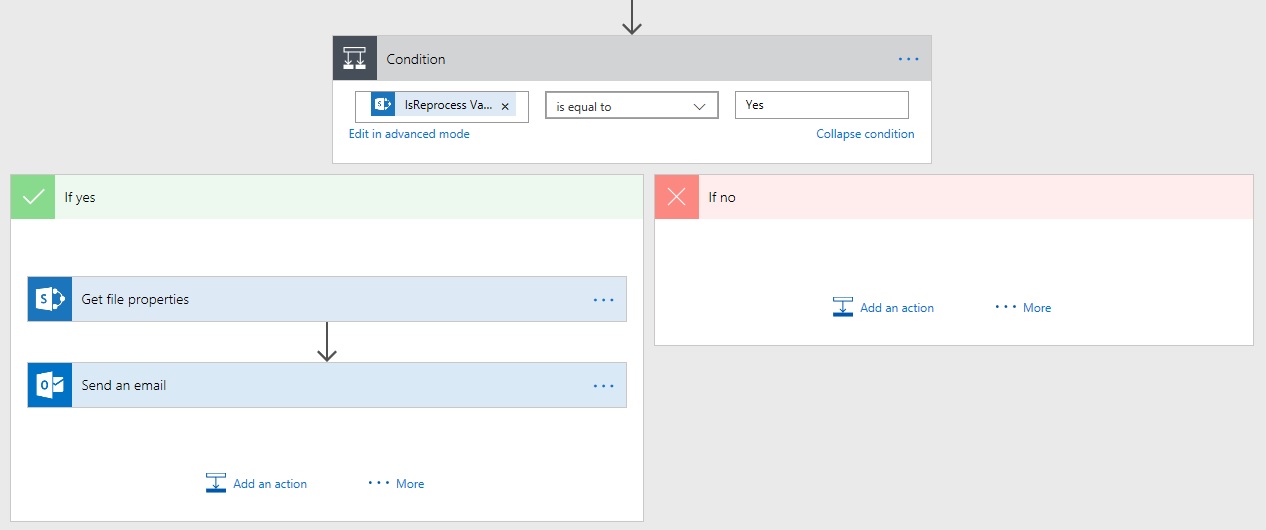 Condition
IsReprocess Va... x
is equal to
Yes
Edit in advanced mode
Collapse condition
If yes
If no
Get file properties
Add an action
More
Send an email
Add an action
More